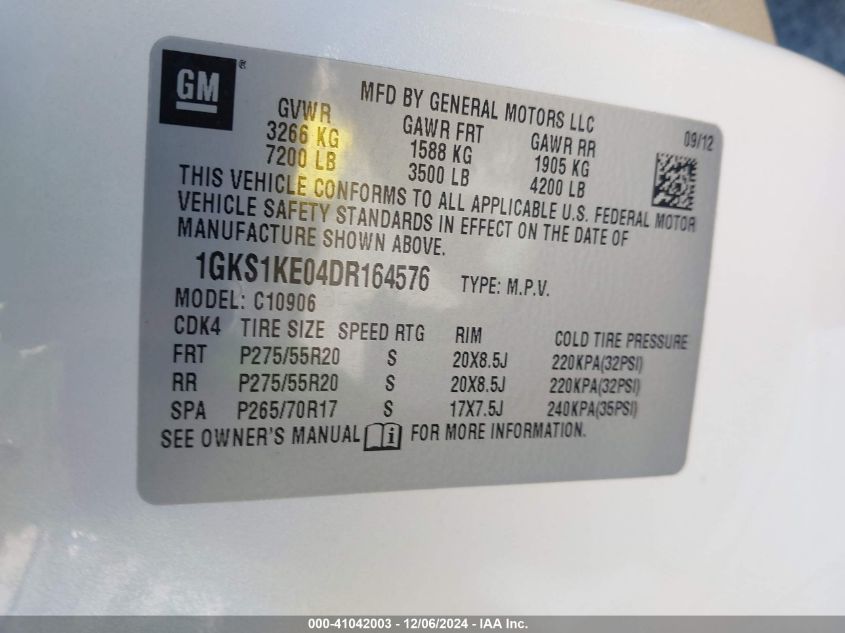 GM ®
MFD BY GENERAL MOTORS LLC
09/12
GVWR GAWR FRT GAWR RR
3266 KG 1588 KG 1905 KG
7200 LB 3500 LB 4200 LB
THIS VEHICLE CONFORMS TO ALL APPLICABLE U.S. FEDERAL MOTOR
VEHICLE SAFETY STANDARDS IN EFFECT ON THE DATE OF
MANUFACTURE SHOWN ABOVE.
1GKS1KE04DR164576 TYPE: M.P.V.
MODEL: C10906
CDK4 TIRE SIZE SPEED RTG RIM COLD TIRE PRESSURE
FRT P275/55R20 S 20X8.5J 220KPA(32PSI)
RR P275/55R20 S 20X8.5J 220KPA(32PSI)
SPA P265/70R17 S 17X7.5J 240KPA(35PSI)
SEE OWNER'S MANUAL i FOR MORE INFORMATION.
000-41042003 - 12/06/2024 - IAA Inc.